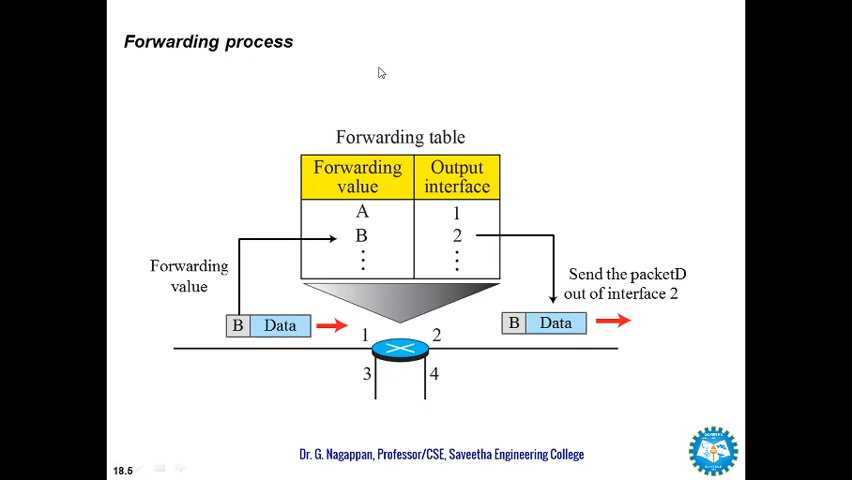 Forwarding process
Forwarding table
Forwarding Output
value interface
A 1
B 2
Forwarding
value
B Data
Send the packetD
out of interface 2
B Data
1 2
3 4
Dr. G. Nagappan, Professor/CSE, Saveetha Engineering College
18.5